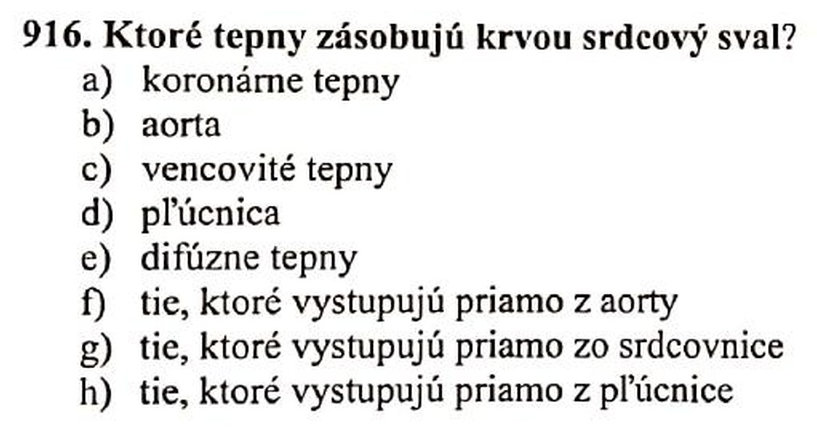 916. Ktoré tepny zásobujú krvou srdcový sval?
a) koronárne tepny
b) aorta
c) vencovité tepny
d) pľúcnica
e) difúzne tepny
f) tie, ktoré vystupujú priamo z aorty
g) tie, ktoré vystupujú priamo zo srdcovnice
h) tie, ktoré vystupujú priamo z pľúcnice